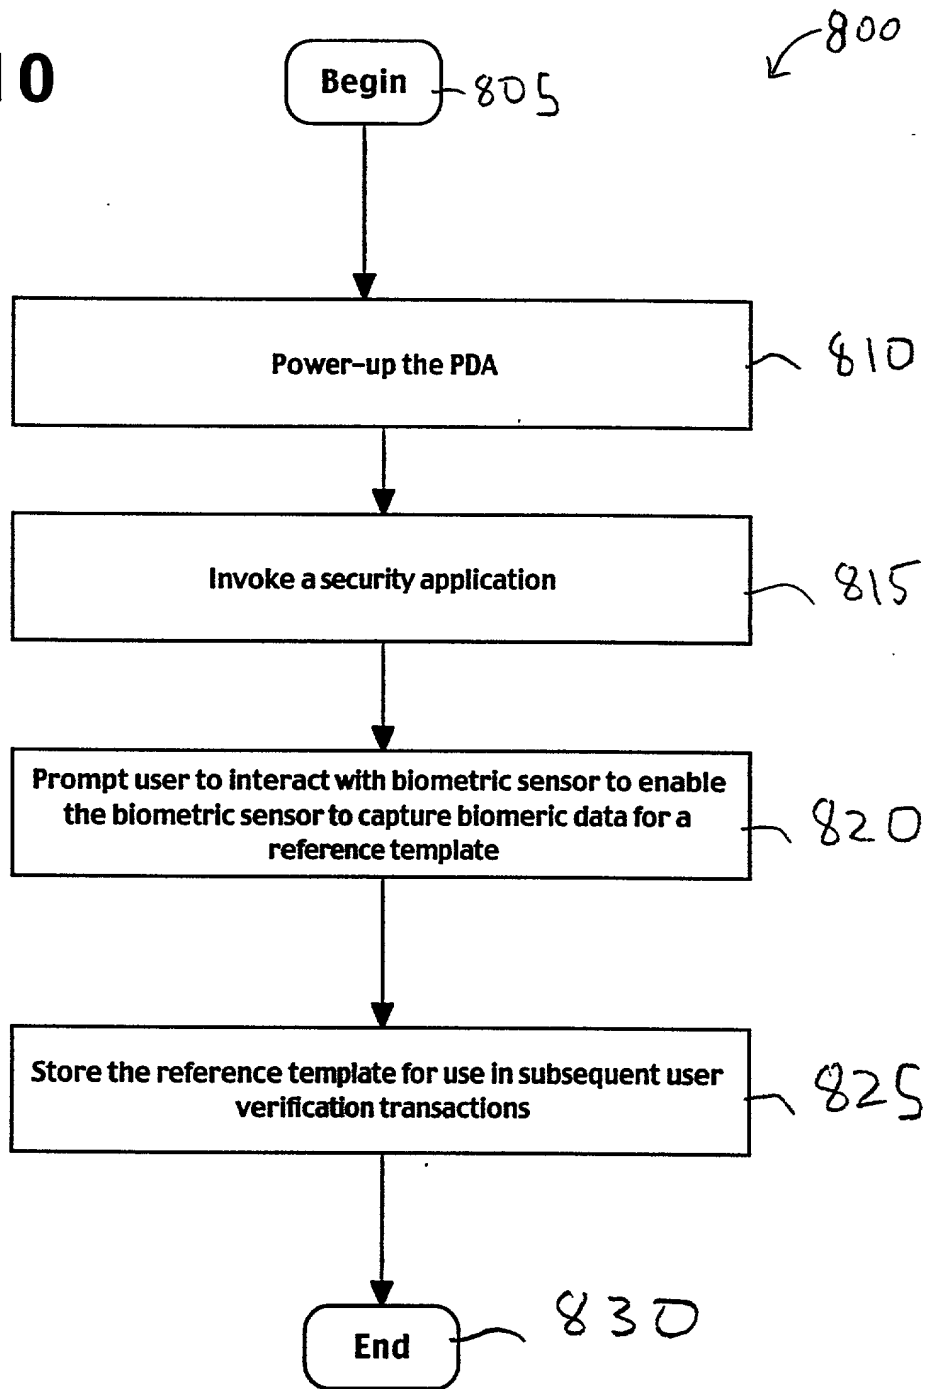 10
800
Begin
805
Power-up the PDA
810
Invoke a security application
815
Prompt user to interact with biometric sensor to enable
the biometric sensor to capture biomeric data for a
reference template
820
Store the reference template for use in subsequent user
verification transactions
825
End
830